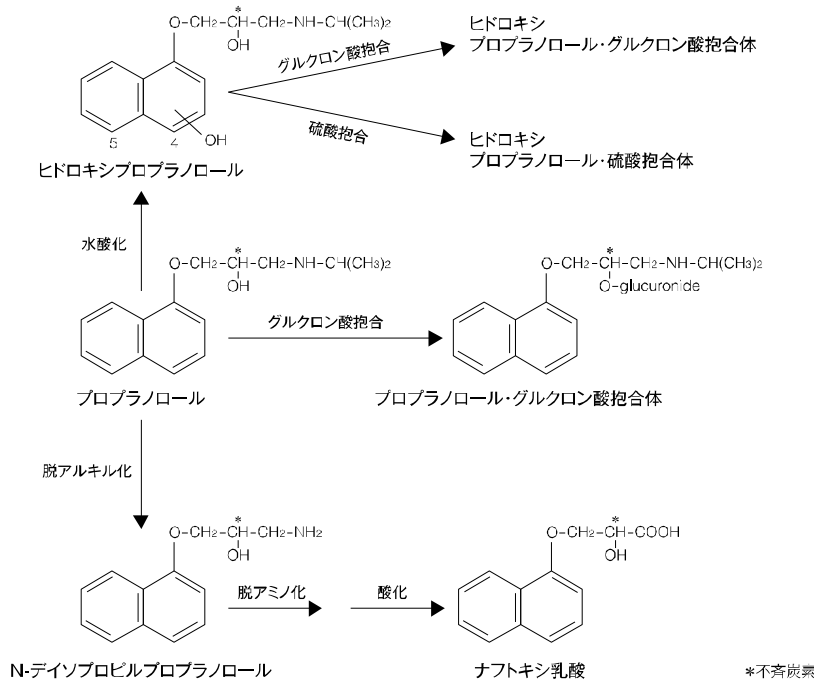 O-CH2-CH-CH2-NH-CH(CH3)2
*
OH
OH
5
4
ヒドロキシプロプラノロール
グルクロン酸抱合
硫酸抱合
ヒドロキシ
プロプラノロール・グルクロン酸抱合体
ヒドロキシ
プロプラノロール・硫酸抱合体
水酸化
*
O-CH2-CH-CH2-NH-CH(CH3)2
OH
プロプラノロール
グルクロン酸抱合
*
O-CH2-CH-CH2-NH-CH(CH3)2
O-glucuronide
プロプラノロール・グルクロン酸抱合体
脱アルキル化
*
O-CH2-CH-CH2-NH2
OH
N-デイソプロピルプロプラノロール
脱アミノ化
酸化
*
O-CH2-CH-COOH
OH
ナフトキシ乳酸
*不斉炭素